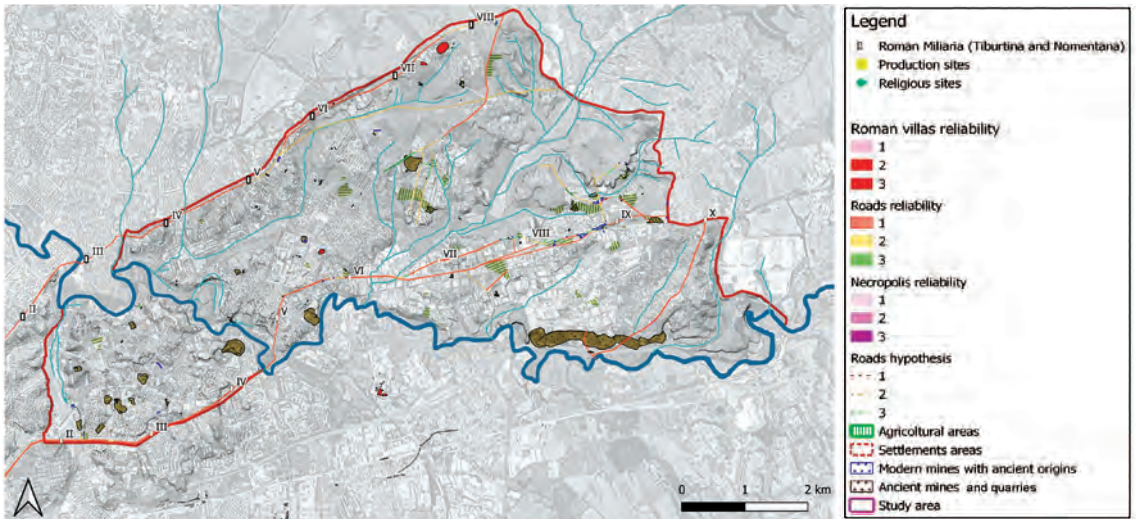 VIII
VII
VI
V
IV
III
II
X
IX
VIII
VII
VI
V
IV
III
II
0 1 2 km
Legend
Roman Miliaria (Tiburtina and Nomentana)
Production sites
Religious sites
Roman villas reliability
1
2
3
Roads reliability
1
2
3
Necropolis reliability
1
2
3
Roads hypothesis
1
2
3
Agricultural areas
Settlements areas
Modern mines with ancient origins
Ancient mines and quarries
Study area